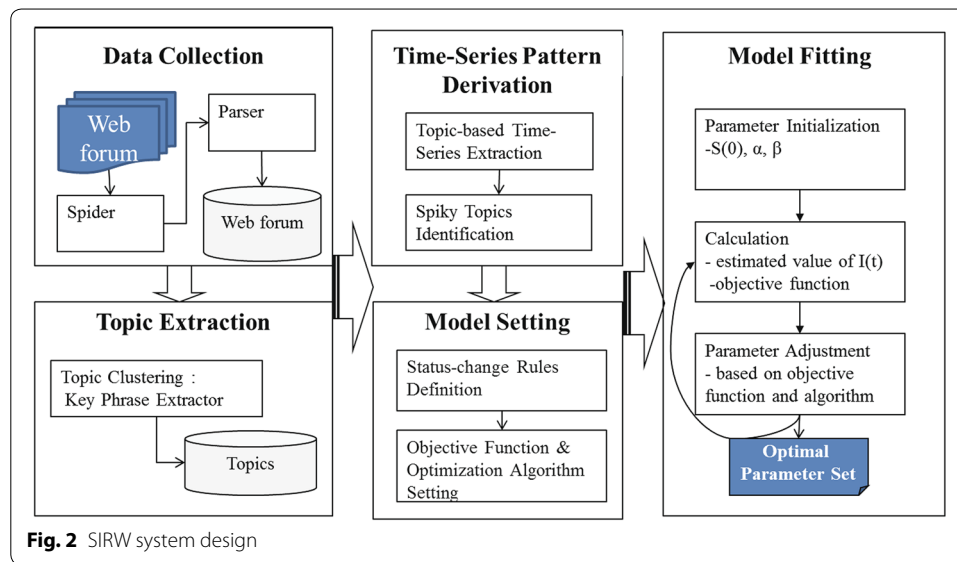 Data Collection
Web
forum
Spider
Parser
Web forum
Topic Extraction
Topic Clustering :
Key Phrase Extractor
Topics
Time-Series Pattern
Derivation
Topic-based Time-
Series Extraction
Spiky Topics
Identification
Model Setting
Status-change Rules
Definition
Objective Function &
Optimization Algorithm
Setting
Model Fitting
Parameter Initialization
-S(0), α, β
Calculation
- estimated value of I(t)
-objective function
Parameter Adjustment
- based on objective
function and algorithm
Optimal
Parameter Set
Fig. 2 SIRW system design